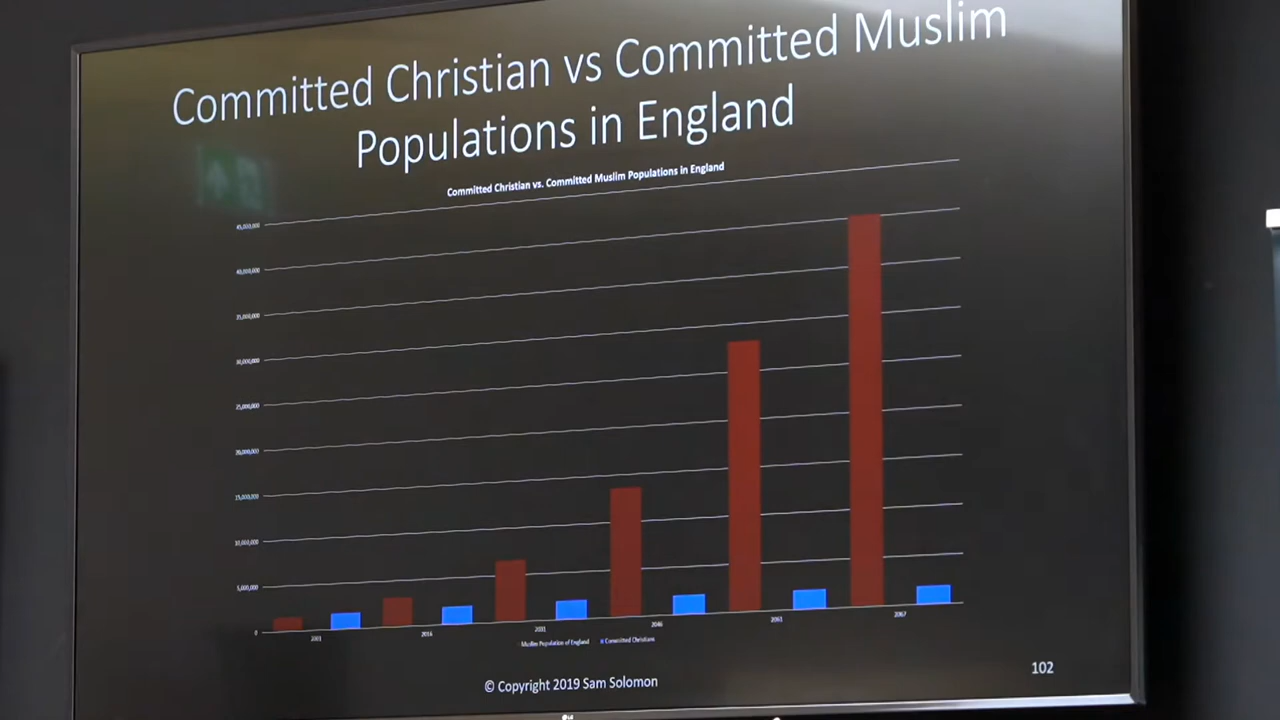 Committed Christian vs Committed Muslim
Populations in England
Committed Christian vs. Committed Muslim Populations in England
45,000,000
40,000,000
35,000,000
30,000,000
25,000,000
20,000,000
15,000,000
10,000,000
5,000,000
0
2001 2016 2031 2046 2061 2067
Muslim Population of England Committed Christians
© Copyright 2019 Sam Solomon
102